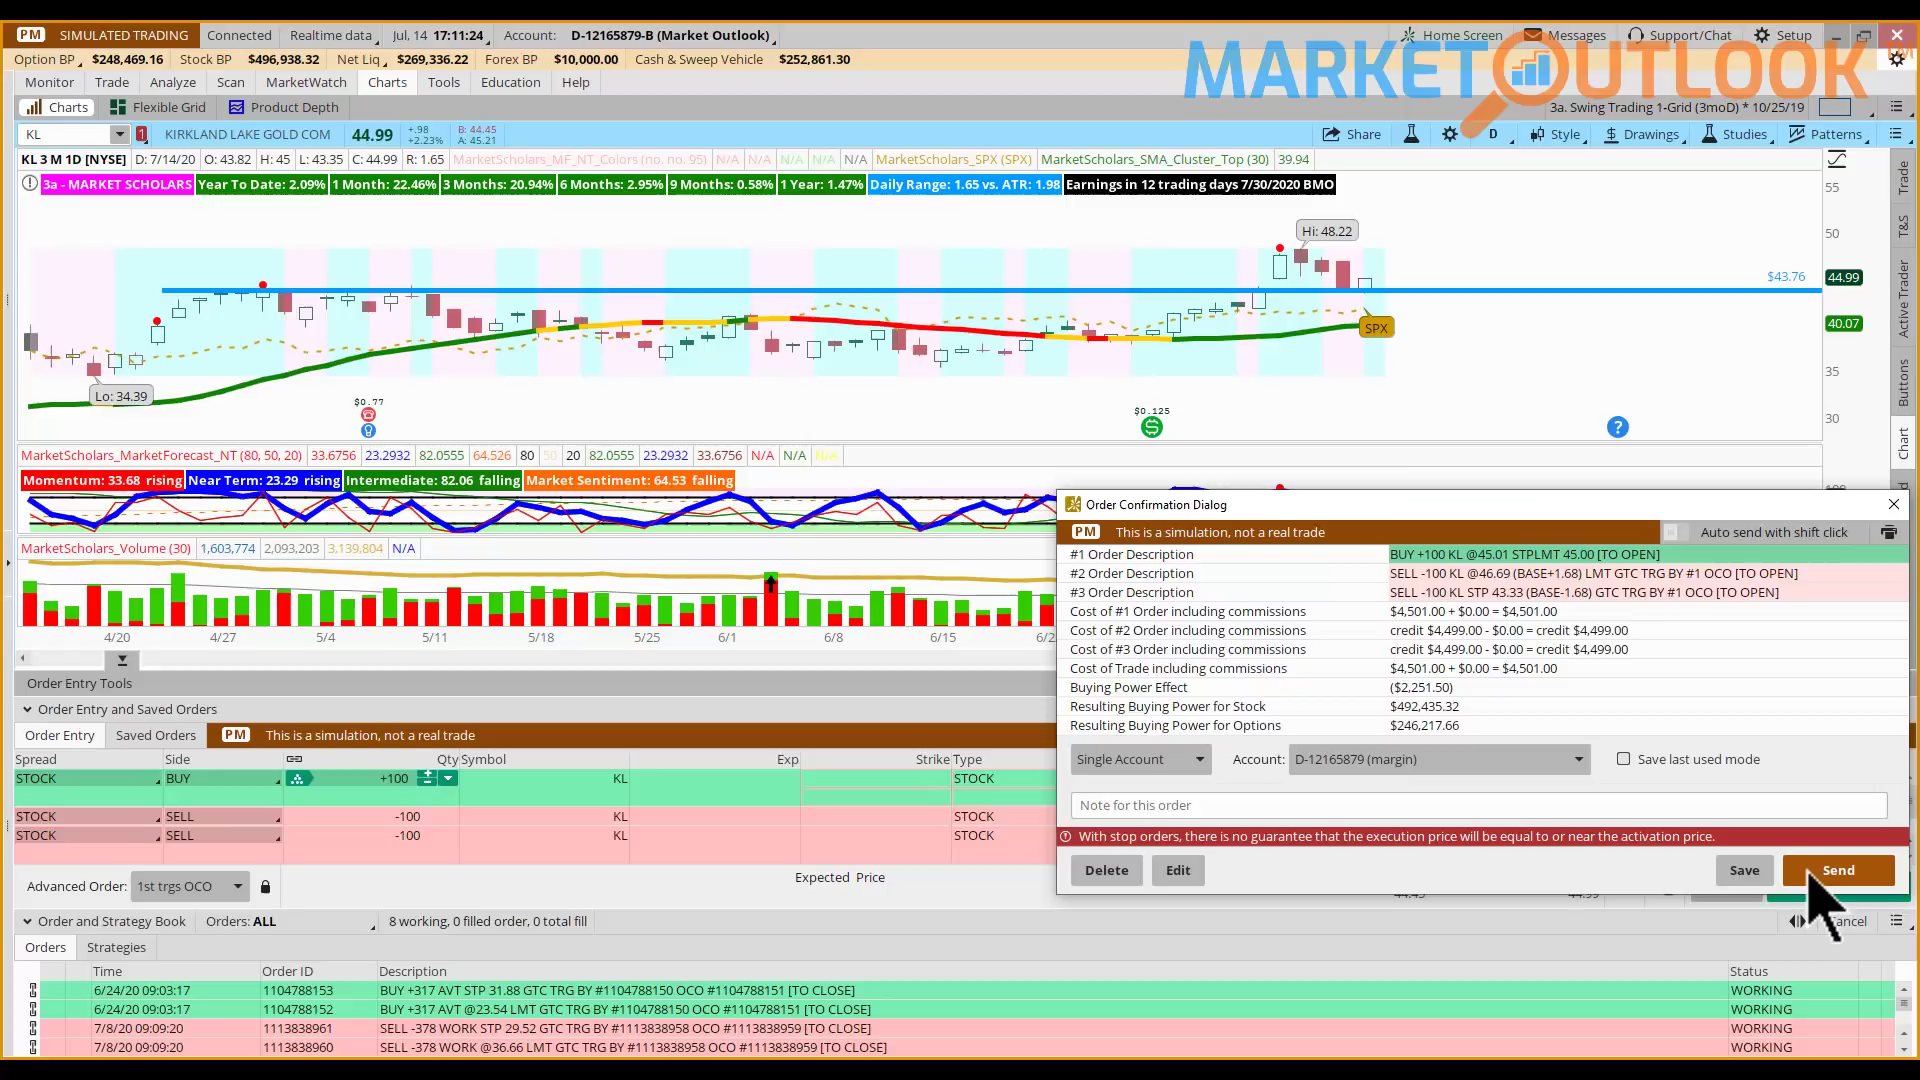 PM SIMULATED TRADING Connected Realtime data Jul, 14 17:11:24 Account: D-12165879-B (Market Outlook) Home Screen Messages Support/Chat Setup
Option BP $248,469.16 Stock BP $496,938.32 Net Liq $269,336.22 Forex BP $10,000.00 Cash & Sweep Vehicle $252,861.30
MARKETOUTLOOK
Monitor Trade Analyze Scan MarketWatch Charts Tools Education Help
Charts Flexible Grid Product Depth 3a. Swing Trading 1-Grid (3moD) * 10/25/19
KL 1 KIRKLAND LAKE GOLD COM 44.99 +.98 +2.23% B: 44.45 A: 45.21 Share D Style Drawings Studies Patterns
KL 3 M 1D [NYSE] D: 7/14/20 O: 43.82 H: 45 L: 43.35 C: 44.99 R: 1.65 MarketScholars_MF_NT_Colors (no, no, 95) N/A N/A N/A N/A MarketScholars_SPX (SPX) MarketScholars_SMA_Cluster_Top (30) 39.94
3a - MARKET SCHOLARS Year To Date: 2.09% 1 Month: 22.46% 3 Months: 20.94% 6 Months: 2.95% 9 Months: 0.58% 1 Year: 1.47% Daily Range: 1.65 vs. ATR: 1.98 Earnings in 12 trading days 7/30/2020 BMO
55
Hi: 48.22
50
$43.76 44.99
40.07
SPX
35
Lo: 34.39
$0.77
$0.125
30
Trade
T&S
Active Trader
Buttons
Chart
MarketScholars_MarketForecast_NT (80, 50, 20) 33.6756 23.2932 82.0555 64.526 80 50 20 82.0555 23.2932 33.6756 N/A N/A N/A
Momentum: 33.68 rising Near Term: 23.29 rising Intermediate: 82.06 falling Market Sentiment: 64.53 falling
MarketScholars_Volume (30) 1,603,774 2,093,203 3,139,804 N/A
4/20 4/27 5/4 5/11 5/18 5/25 6/1 6/8 6/15
Order Entry Tools
Order Entry and Saved Orders
Order Entry Saved Orders PM This is a simulation, not a real trade
Spread Side Qty Symbol Exp Strike Type
STOCK BUY +100 KL STOCK
STOCK SELL -100 KL STOCK
STOCK SELL -100 KL STOCK
Advanced Order: 1st trgs OCO Expected Price
Order Confirmation Dialog
PM This is a simulation, not a real trade Auto send with shift click
#1 Order Description BUY +100 KL @45.01 STPLMT 45.00 [TO OPEN]
#2 Order Description SELL -100 KL @46.69 (BASE+1.68) LMT GTC TRG BY #1 OCO [TO OPEN]
#3 Order Description SELL -100 KL STP 43.33 (BASE-1.68) GTC TRG BY #1 OCO [TO OPEN]
Cost of #1 Order including commissions $4,501.00 + $0.00 = $4,501.00
Cost of #2 Order including commissions credit $4,499.00 - $0.00 = credit $4,499.00
Cost of #3 Order including commissions credit $4,499.00 - $0.00 = credit $4,499.00
Cost of Trade including commissions $4,501.00 + $0.00 = $4,501.00
Buying Power Effect ($2,251.50)
Resulting Buying Power for Stock $492,435.32
Resulting Buying Power for Options $246,217.66
Single Account Account: D-12165879 (margin) Save last used mode
Note for this order
With stop orders, there is no guarantee that the execution price will be equal to or near the activation price.
Delete Edit Save Send
Order and Strategy Book Orders: ALL 8 working, 0 filled order, 0 total fill
Orders Strategies
Time Order ID Description Status
6/24/20 09:03:17 1104788153 BUY +317 AVT STP 31.88 GTC TRG BY #1104788150 OCO #1104788151 [TO CLOSE] WORKING
6/24/20 09:03:17 1104788152 BUY +317 AVT @23.54 LMT GTC TRG BY #1104788150 OCO #1104788151 [TO CLOSE] WORKING
7/8/20 09:09:20 1113838961 SELL -378 WORK STP 29.52 GTC TRG BY #1113838958 OCO #1113838959 [TO CLOSE] WORKING
7/8/20 09:09:20 1113838960 SELL -378 WORK @36.66 LMT GTC TRG BY #1113838958 OCO #1113838959 [TO CLOSE] WORKING